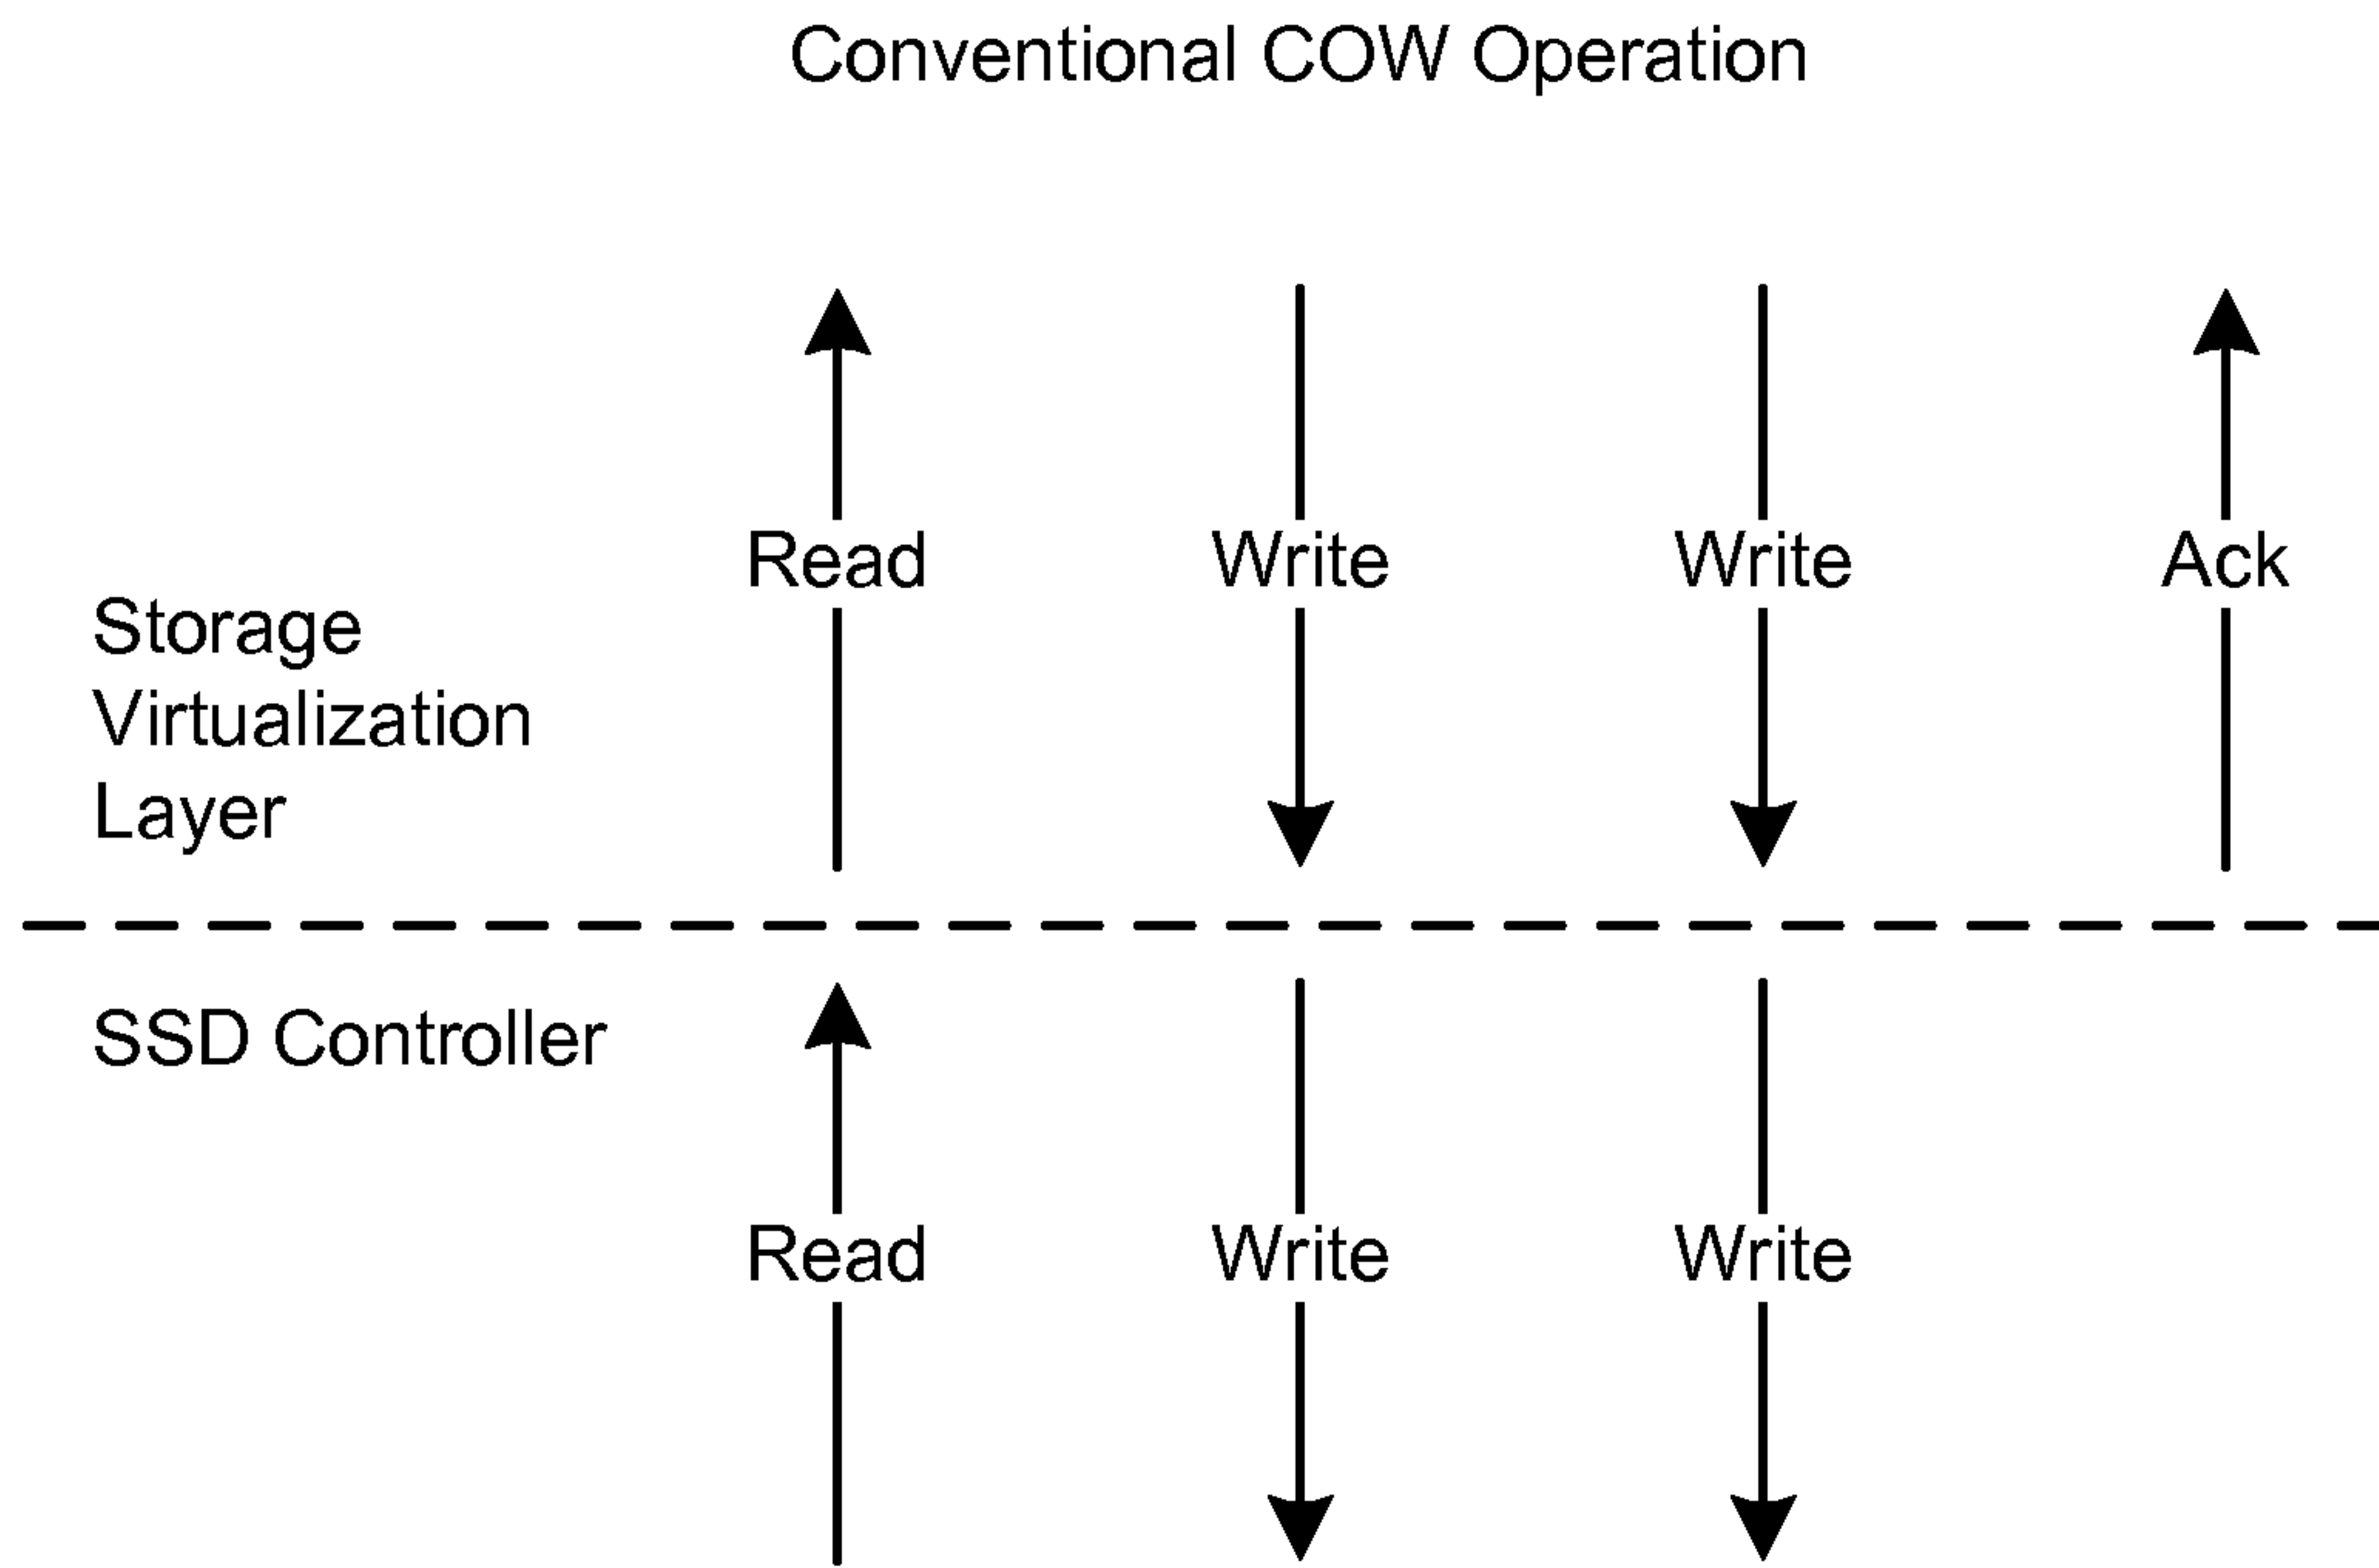 Conventional COW Operation
Read
Write
Write
Ack
Storage
Virtualization
Layer
SSD Controller
Read
Write
Write